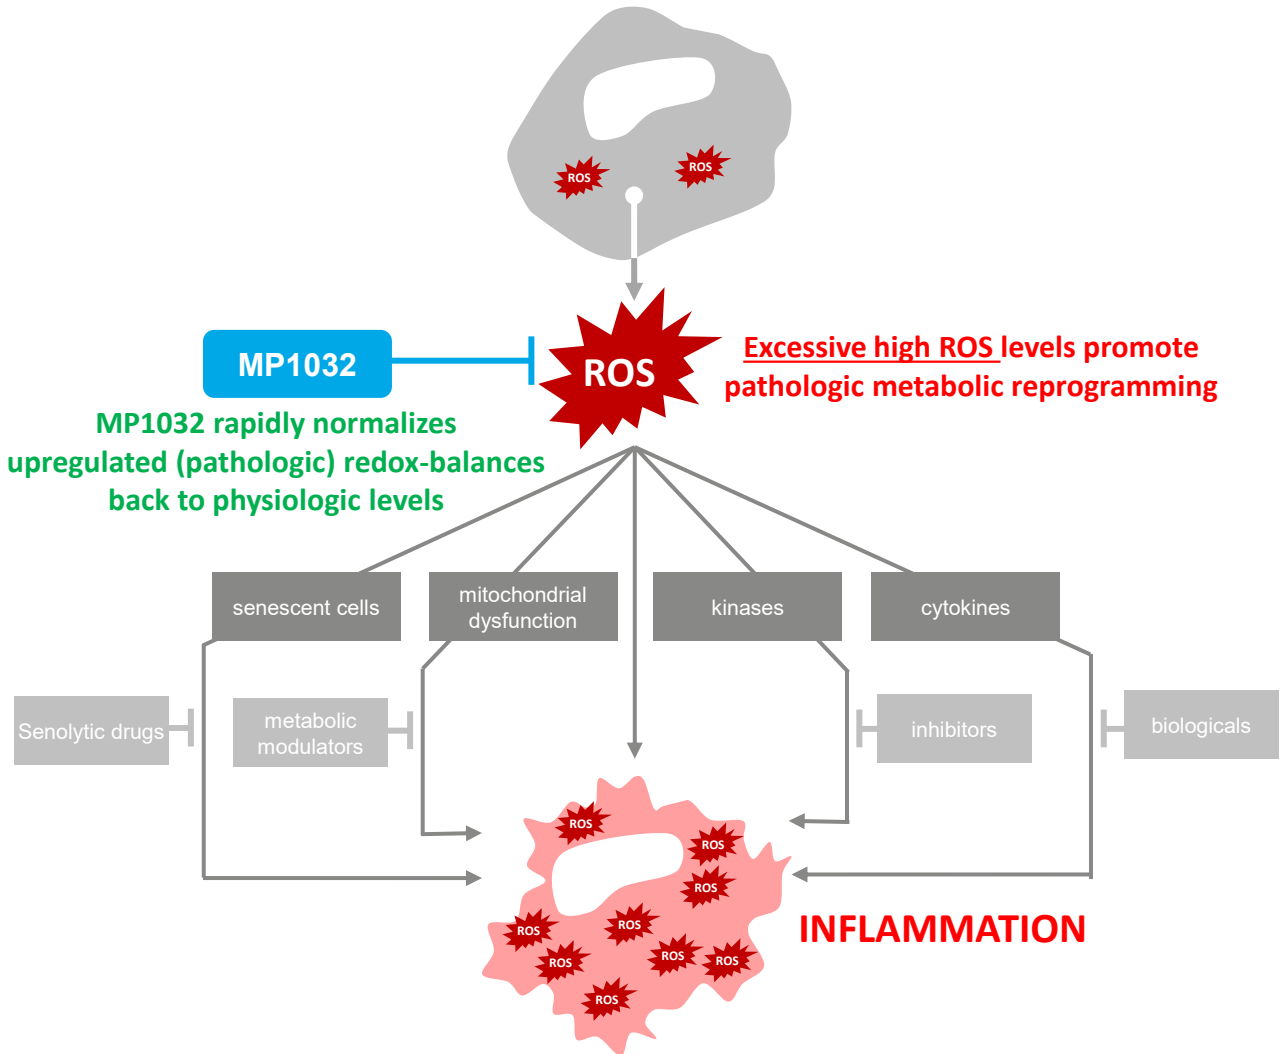 ROS
ROS
MP1032
ROS
Excessive high ROS levels promote
pathologic metabolic reprogramming
MP1032 rapidly normalizes
upregulated (pathologic) redox-balances
back to physiologic levels
senescent cells
mitochondrial
dysfunction
kinases
cytokines
Senolytic drugs
metabolic
modulators
inhibitors
biologicals
ROS
ROS
ROS
ROS
ROS
ROS
ROS
ROS
ROS
INFLAMMATION